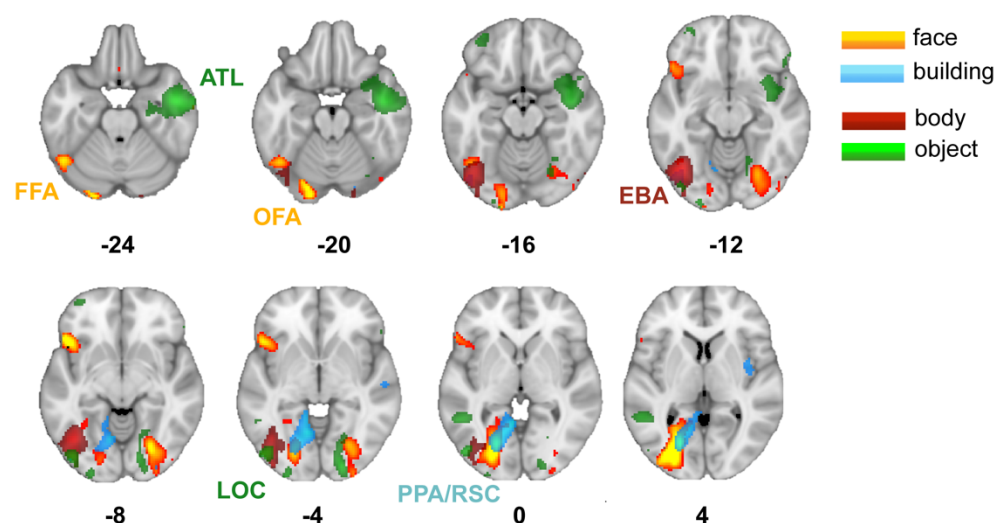 face
ATL
building
body
object
FFA
OFA
EBA
-24
-20
-16
-12
LOC
PPA/RSC
-8
-4
0
4